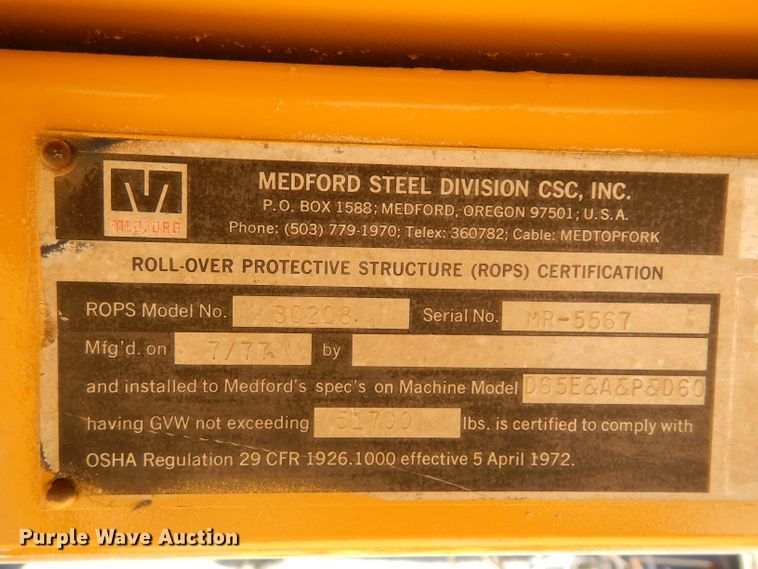 MEDFORD
MEDFORD STEEL DIVISION CSC, INC.
P.O. BOX 1588; MEDFORD, OREGON 97501; U.S.A.
Phone: (503) 779-1970; Telex: 360782; Cable: MEDTOPFORK
ROLL-OVER PROTECTIVE STRUCTURE (ROPS) CERTIFICATION
ROPS Model No. 30208 Serial No. MR-5567
Mfg'd. on 7/77 by
and installed to Medford's spec's on Machine Model D65E&A&P&D60
having GVW not exceeding 51700 lbs. is certified to comply with
OSHA Regulation 29 CFR 1926.1000 effective 5 April 1972.
Purple Wave Auction